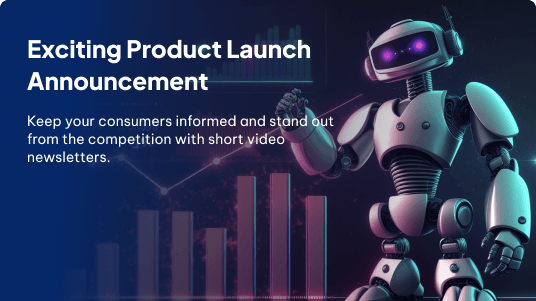 Exciting Product Launch
Announcement
Keep your consumers informed and stand out
from the competition with short video
newsletters.